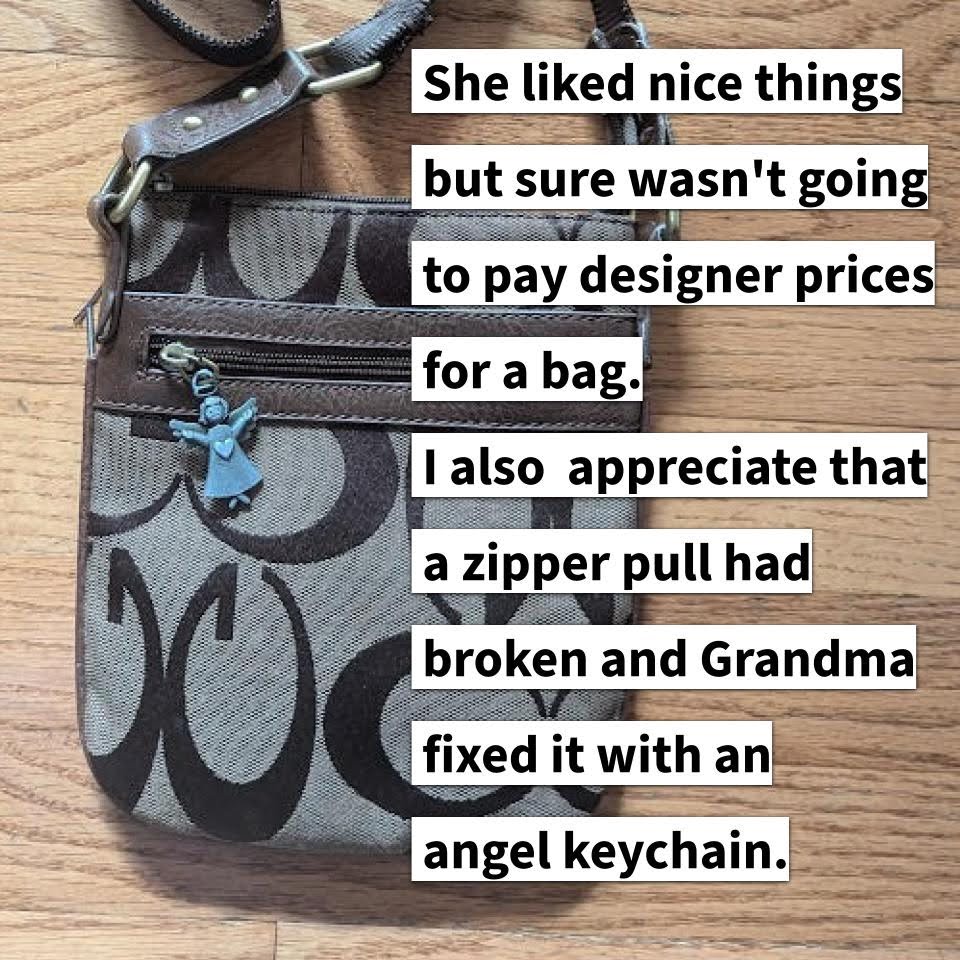 She liked nice things
but sure wasn't going
to pay designer prices
for a bag.
I also  appreciate that
a zipper pull had
broken and Grandma
fixed it with an
angel keychain.